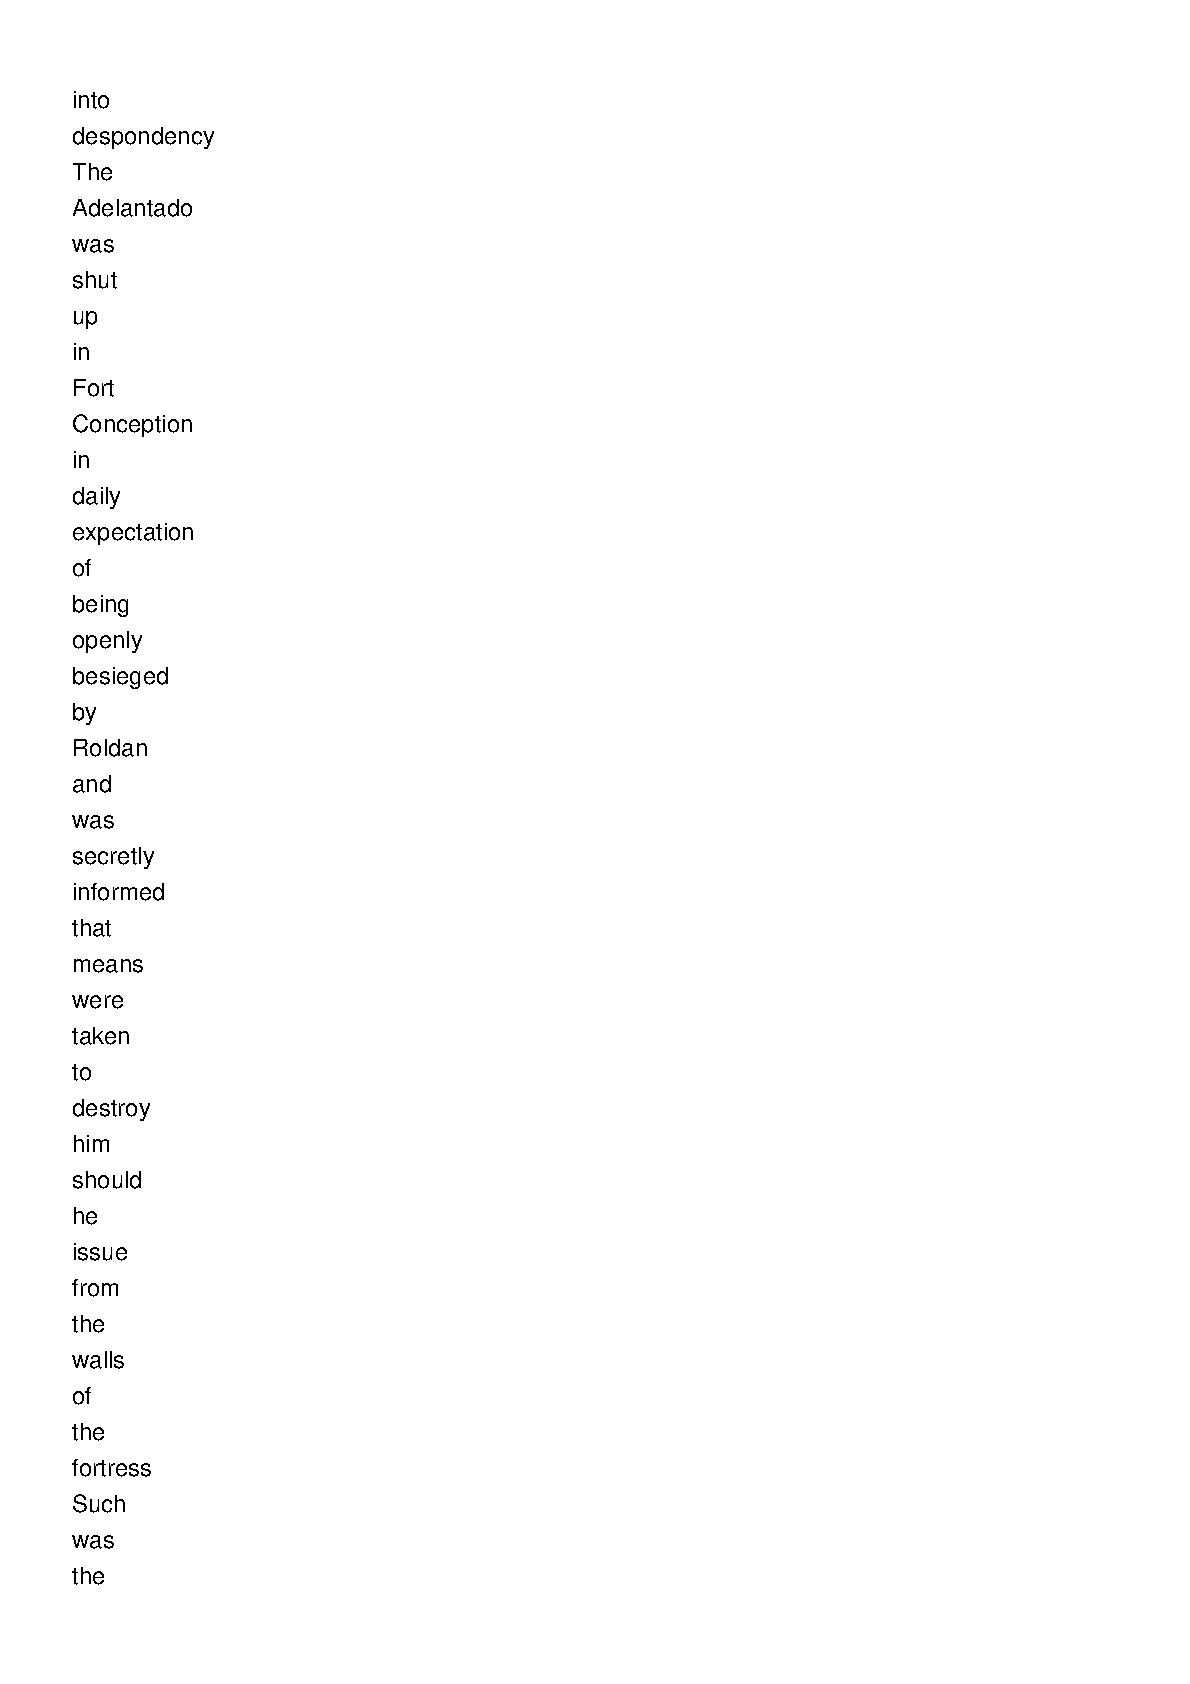 into
despondency
The
Adelantado
was
shut
up
in
Fort
Conception
in
daily
expectation
of
being
openly
besieged
by
Roldan
and
was
secretly
informed
that
means
were
taken
to
destroy
him
should
he
issue
from
the
walls
of
the
fortress
Such
was
the